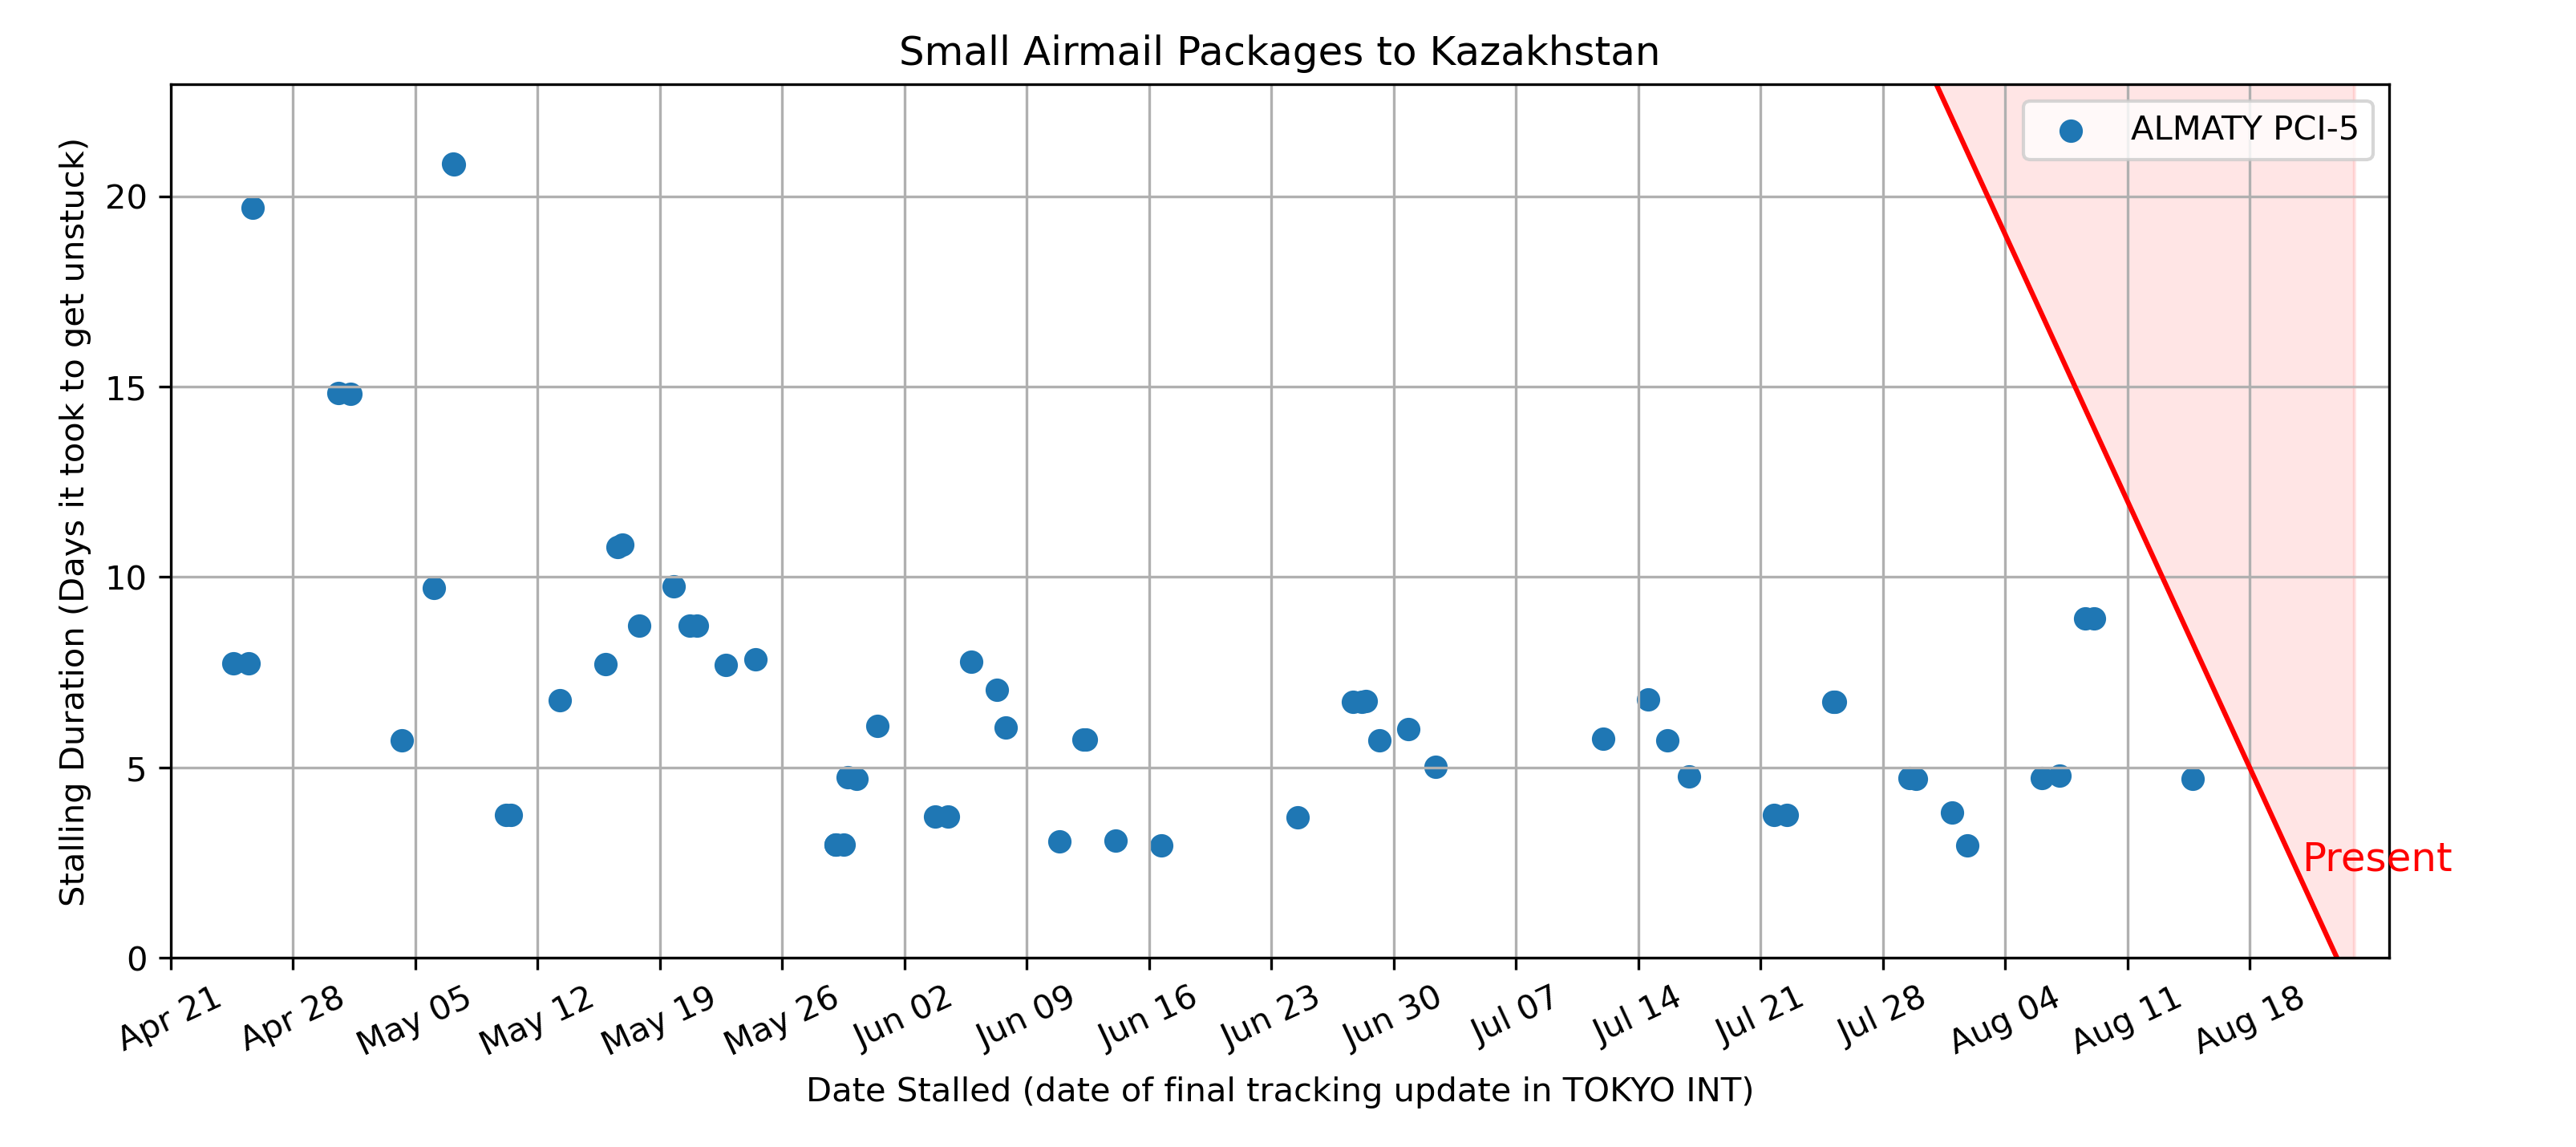 Small Airmail Packages to Kazakhstan
ALMATY PCI-5
Stalling Duration (Days it took to get unstuck)
20
15
10
5
0
Present
Apr 21
Apr 28
May 05
May 12
May 19
May 26
Jun 02
Jun 09
Jun 16
Jun 23
Jun 30
Jul 07
Jul 14
Jul 21
Jul 28
Aug 04
Aug 11
Aug 18
Date Stalled (date of final tracking update in TOKYO INT)